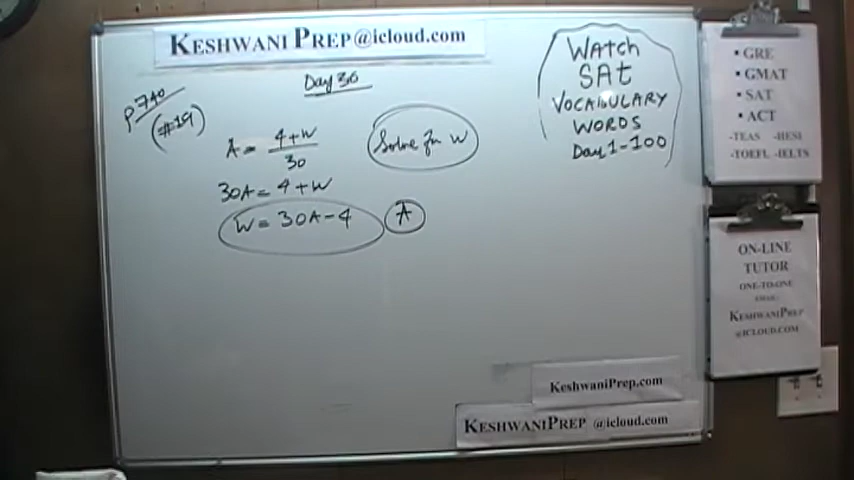 KESHWANI PREP@icloud.com
Day 30
P.740
(#19)
A = 4+W
30
Solve for W
30A = 4 + W
W = 30A - 4
A
WAtch
SAt
VOCABULARY
WORDS
Day 1-100
• GRE
• GMAT
• SAT
• ACT
-TEAS -HESI
-TOEFL -IELTS
ON-LINE
TUTOR
ONE-TO-ONE
KESHWANIPREP
@ICLOUD.COM
KeshwaniPrep.com
KESHWANIPREP @icloud.com